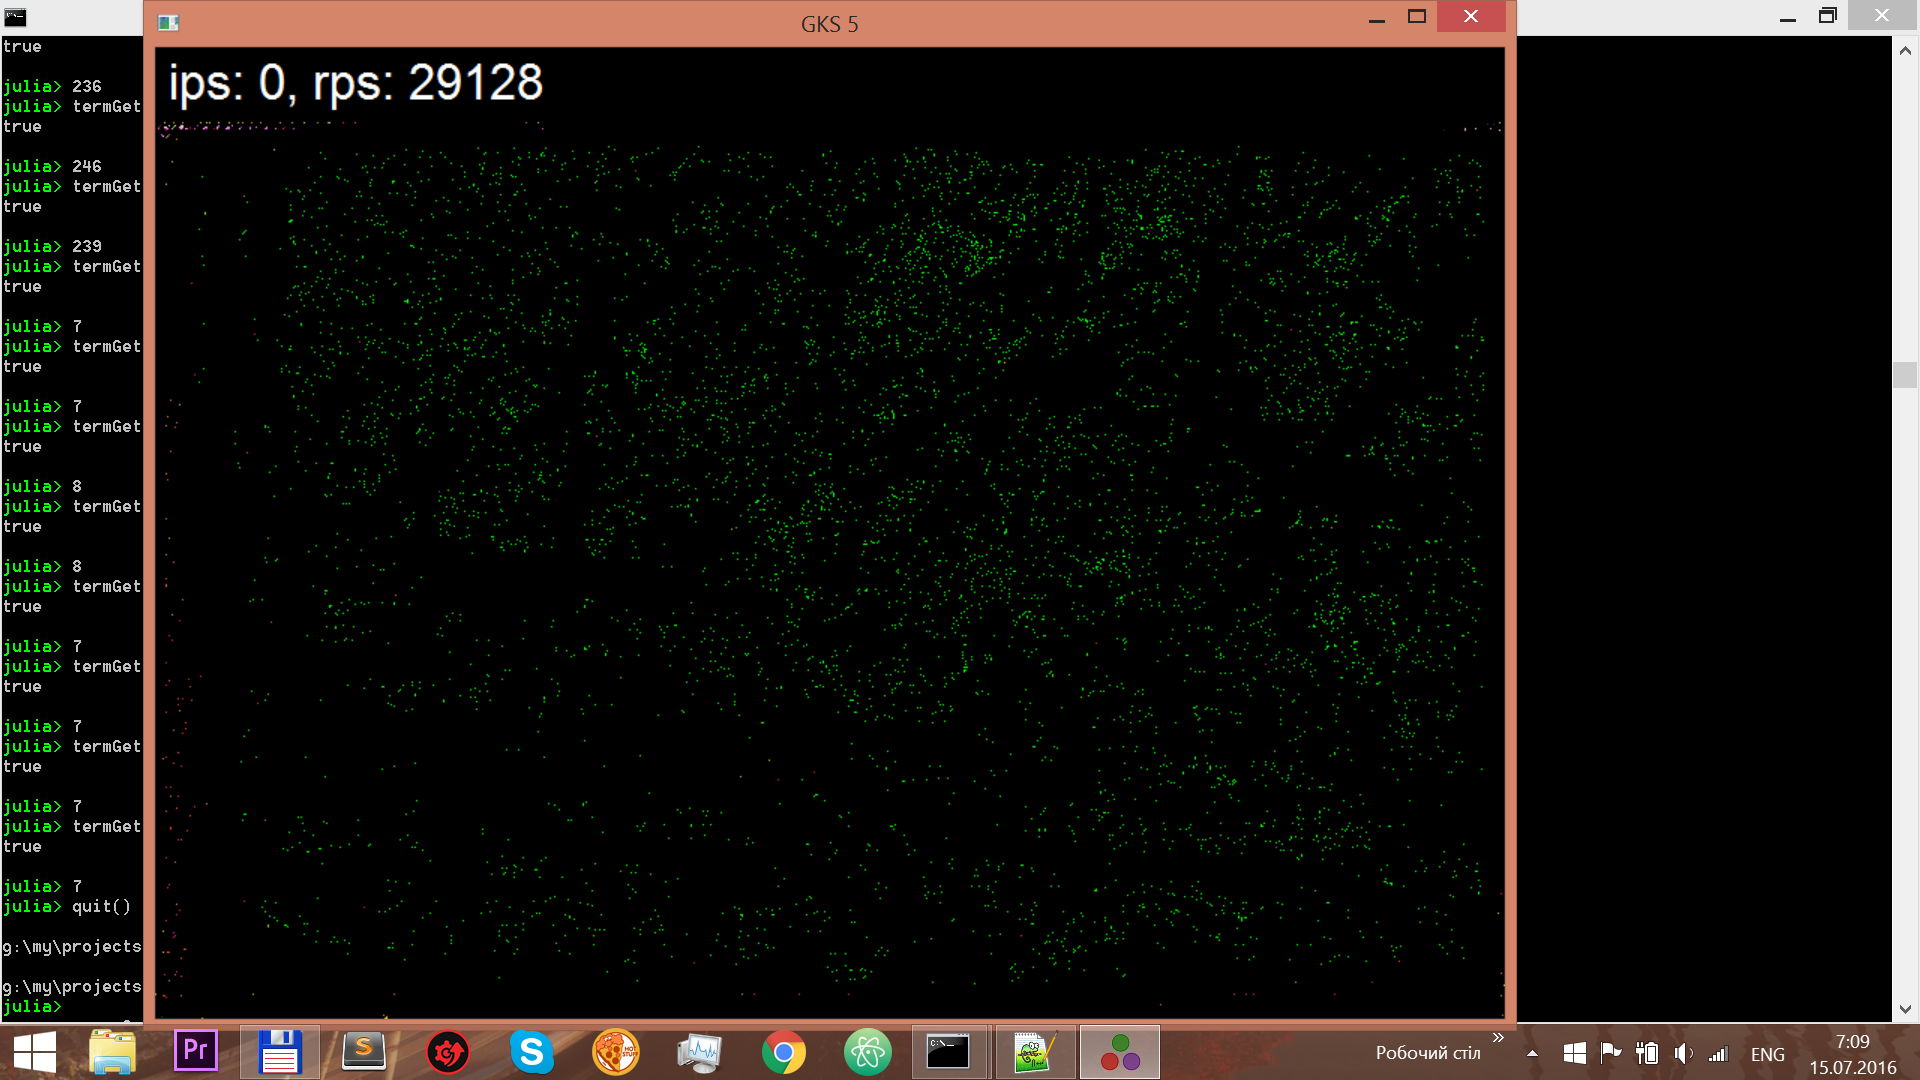 GKS 5
ips: 0, rps: 29128
true
julia> 236
julia> termGet
true
julia> 246
julia> termGet
true
julia> 239
julia> termGet
true
julia> 7
julia> termGet
true
julia> 7
julia> termGet
true
julia> 8
julia> termGet
true
julia> 8
julia> termGet
true
julia> 7
julia> termGet
true
julia> 7
julia> termGet
true
julia> 7
julia> termGet
true
julia> 7
julia> quit()
g:\my\projects
g:\my\projects
julia>
Pr
S
S
HOT STUFF
C:\_
Робочий стіл
»
ENG
7:09
15.07.2016